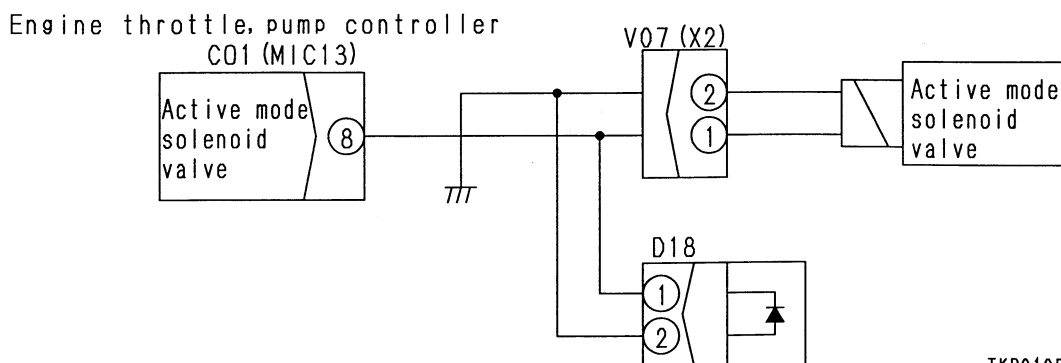 Engine throttle, pump controller
C01 (MIC13)
V07 (X2)
Active mode
solenoid
valve
8
2
1
Active mode
solenoid
valve
D18
1
2